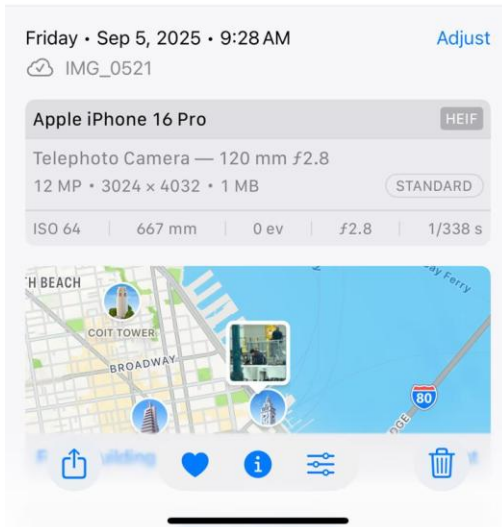 Friday • Sep 5, 2025 • 9:28 AM
Adjust
IMG_0521
Apple iPhone 16 Pro
HEIF
Telephoto Camera — 120 mm ƒ2.8
12 MP • 3024 × 4032 • 1 MB
STANDARD
ISO 64 667 mm 0 ev ƒ2.8 1/338 s
H BEACH
ay Ferry
COIT TOWER
BROADWAY
80
DGE